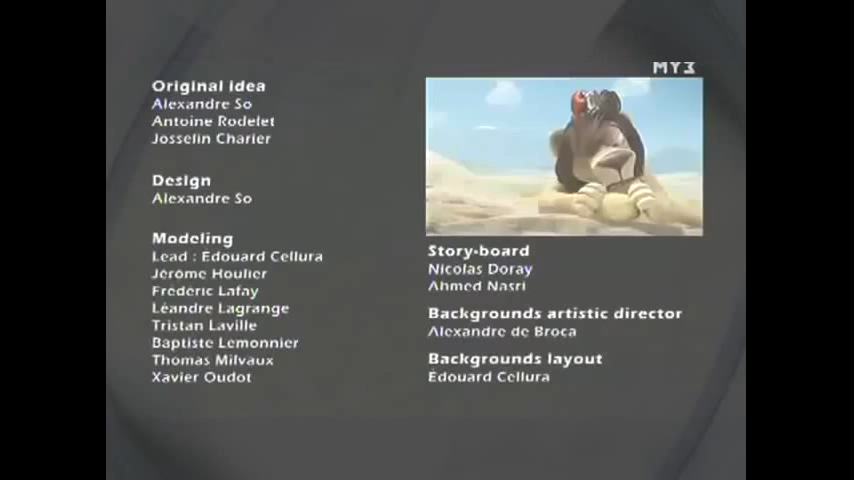 MY3
Original idea
Alexandre So
Antoine Rodelet
Josselin Charier
Design
Alexandre So
Modeling
Lead : Edouard Cellura
Jérôme Houlier
Frédéric Lafay
Léandre Lagrange
Tristan Laville
Baptiste Lemonnier
Thomas Milvaux
Xavier Oudot
Story-board
Nicolas Doray
Ahmed Nasri
Backgrounds artistic director
Alexandre de Broca
Backgrounds layout
Édouard Cellura